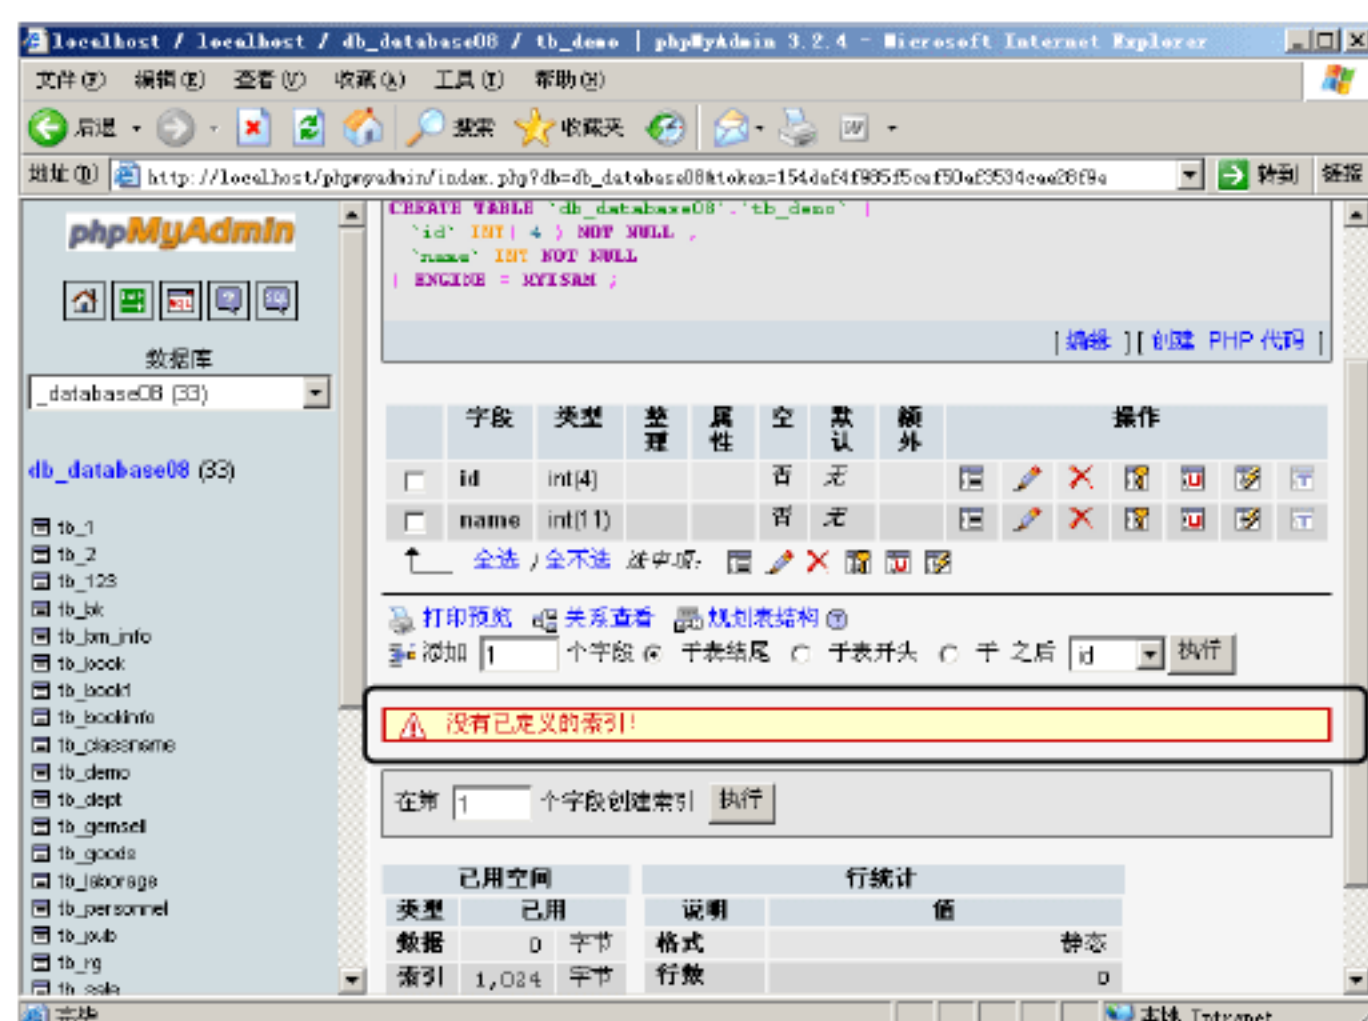 localhost / localhost / db_database08 / tb_demo | phpMyAdmin 3.2.4 - Microsoft Internet Explorer
文件(F) 编辑(E) 查看(V) 收藏(A) 工具(T) 帮助(H)
后退 搜索 收藏夹
地址(D) http://localhost/phpmyadmin/index.php?db=db_database08&token= 转到 链接
phpMyAdmin
数据库
_database08 (33)
db_database08 (33)
tb_1
tb_2
tb_123
tb_bk
tb_bm_info
tb_book
tb_book1
tb_bookinfo
tb_classname
tb_demo
tb_dept
tb_gemsell
tb_goods
tb_laborage
tb_personnel
tb_pub
tb_rg
tb_sale
CREATE TABLE `db_database08`.`tb_demo` (
`id` INT( 4 ) NOT NULL ,
`name` INT NOT NULL
) ENGINE = MYISAM ;
[ 编辑 ] [ 创建 PHP 代码 ]
字段 类型 整理 属性 空 默认 额外 操作
id int(4) 否 无
name int(11) 否 无
全选 / 全不选 选中项:
打印预览 关系查看 规划表结构
添加 1 个字段 于表结尾 于表开头 于 之后 id 执行
没有已定义的索引!
在第 1 个字段创建索引 执行
已用空间
类型 已用
数据 0 字节
索引 1,024 字节
行统计
说明 值
格式 静态
行数 0
完毕 本地 Intranet